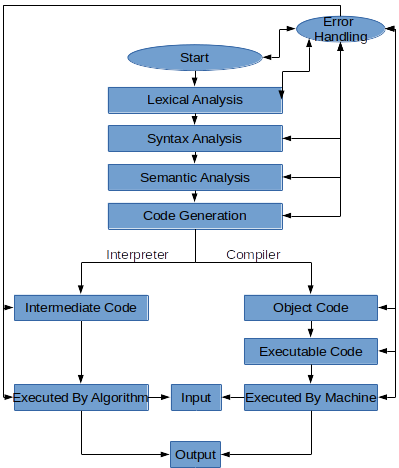 Error
Handling
Start
Lexical Analysis
Syntax Analysis
Semantic Analysis
Code Generation
Interpreter
Compiler
Intermediate Code
Object Code
Executable Code
Executed By Algorithm
Input
Executed By Machine
Output